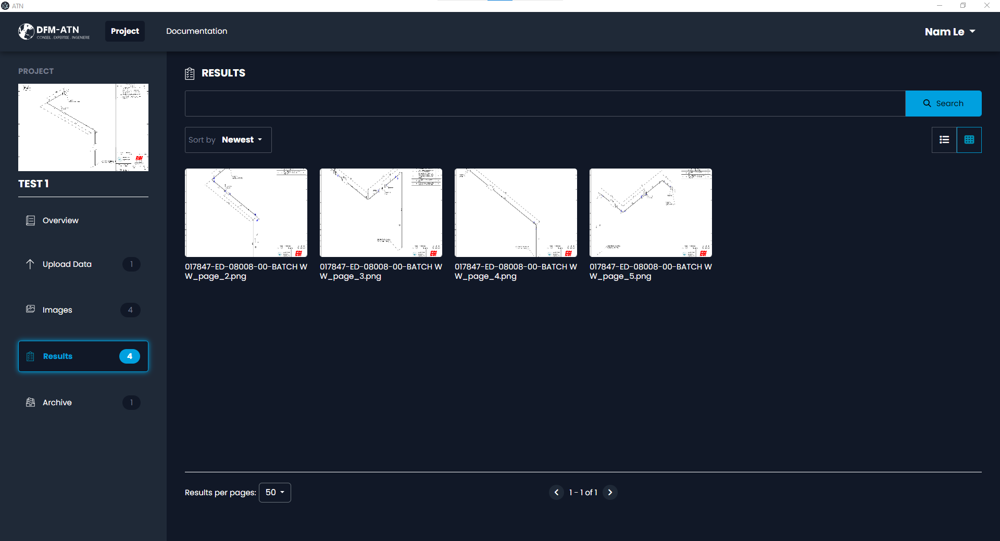 ATN
DFM-ATN
CONSEIL . EXPERTISE . INGENIERIE
Project
Documentation
Nam Le
PROJECT
TEST 1
Overview
Upload Data 1
Images 4
Results 4
Archive 1
RESULTS
Search
Sort by Newest
017847-ED-08008-00-BATCH W
W_page_2.png
017847-ED-08008-00-BATCH W
W_page_3.png
017847-ED-08008-00-BATCH W
W_page_4.png
017847-ED-08008-00-BATCH W
W_page_5.png
Results per pages: 50
1 - 1 of 1